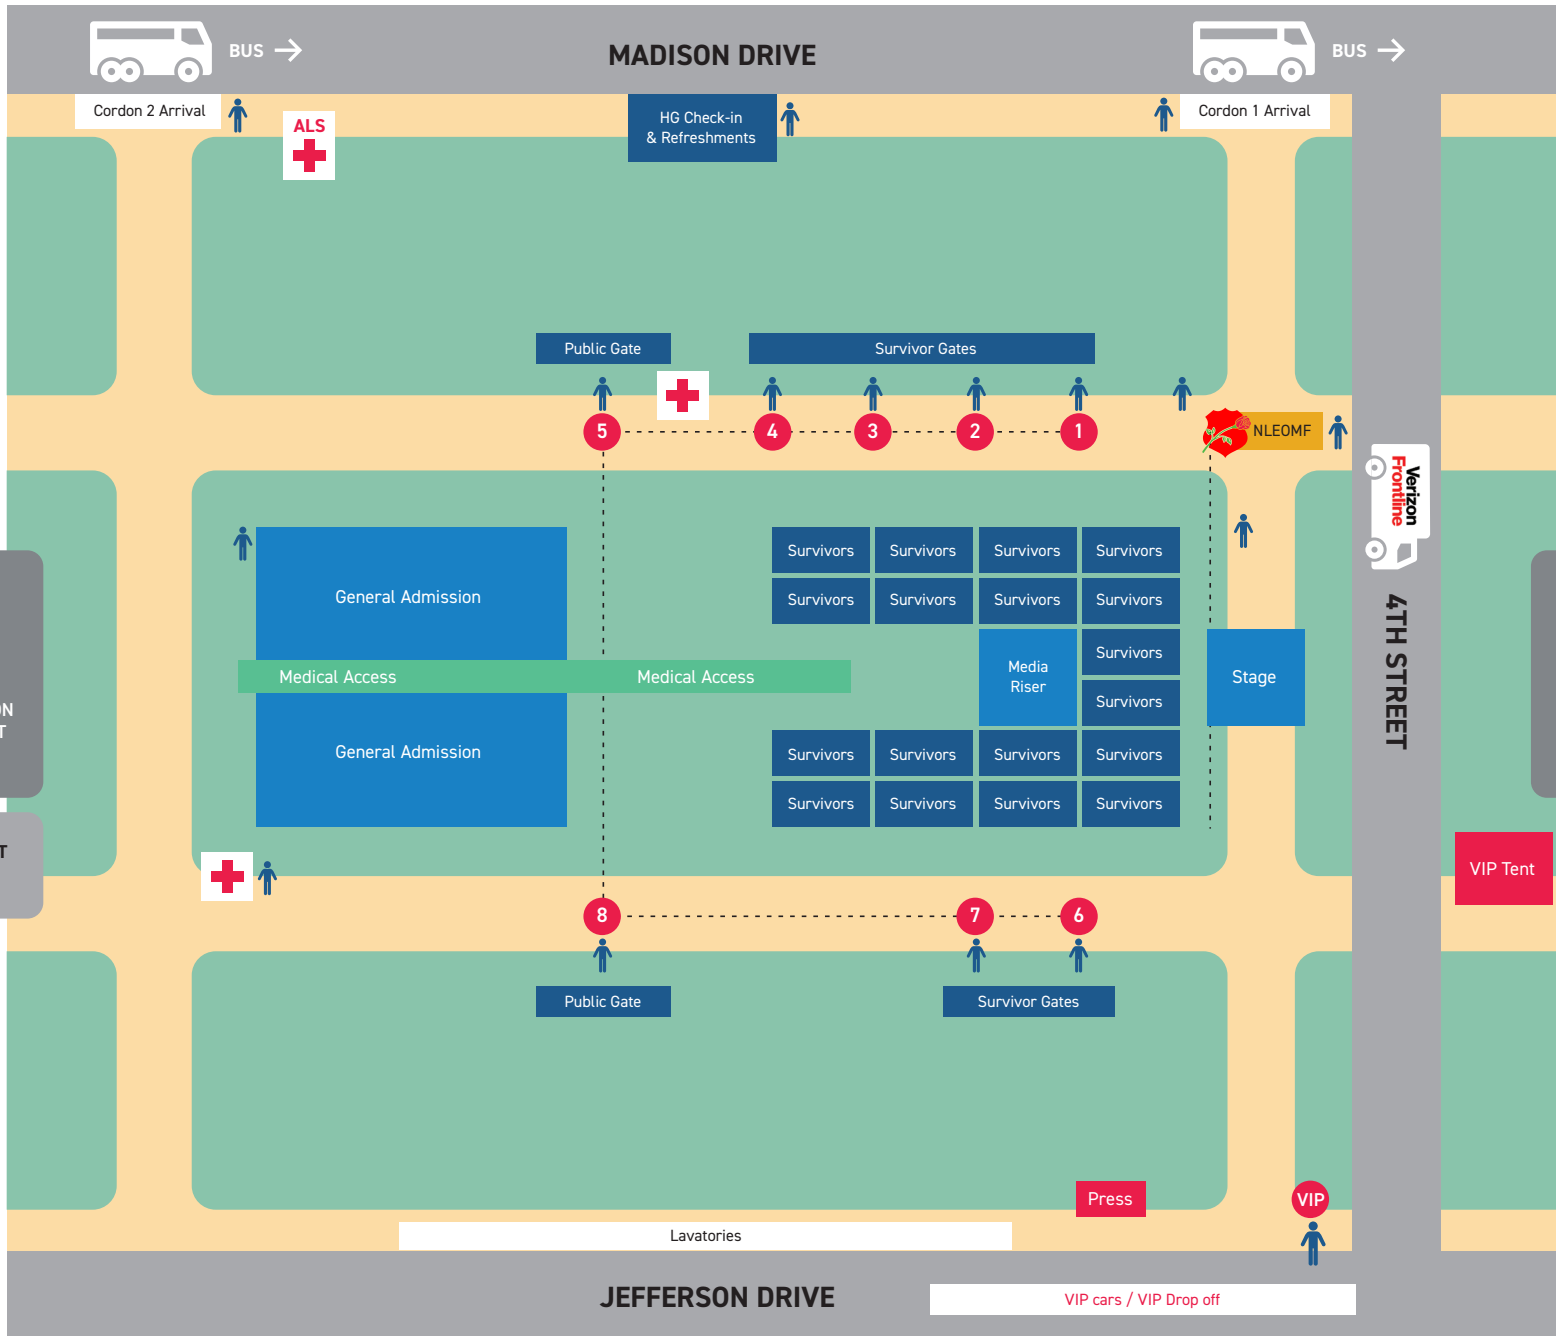 BUS
MADISON DRIVE
BUS
Cordon 2 Arrival
ALS
HG Check-in
& Refreshments
Cordon 1 Arrival
Public Gate
Survivor Gates
5
4
3
2
1
NLEOMF
Verizon
Frontline
4TH STREET
General Admission
Survivors
Survivors
Survivors
Survivors
Survivors
Survivors
Survivors
Survivors
Medical Access
Medical Access
Media
Riser
Survivors
Survivors
Stage
General Admission
Survivors
Survivors
Survivors
Survivors
Survivors
Survivors
Survivors
Survivors
ON
T
T
VIP Tent
8
7
6
Public Gate
Survivor Gates
Press
VIP
Lavatories
JEFFERSON DRIVE
VIP cars / VIP Drop off